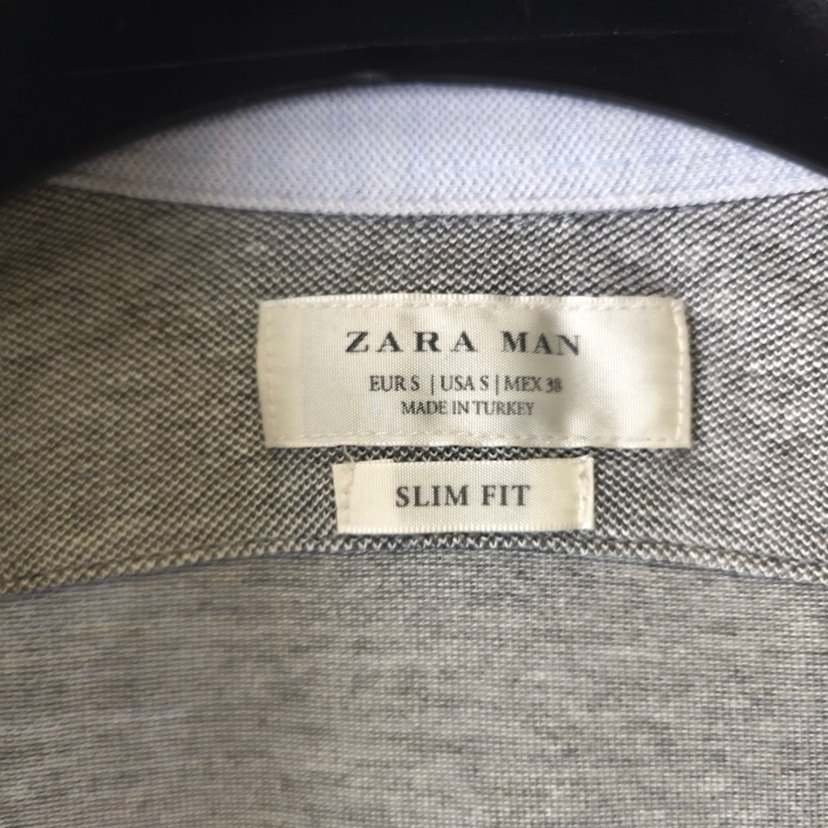 ZARA MAN
EUR S | USA S | MEX 38
MADE IN TURKEY
SLIM FIT